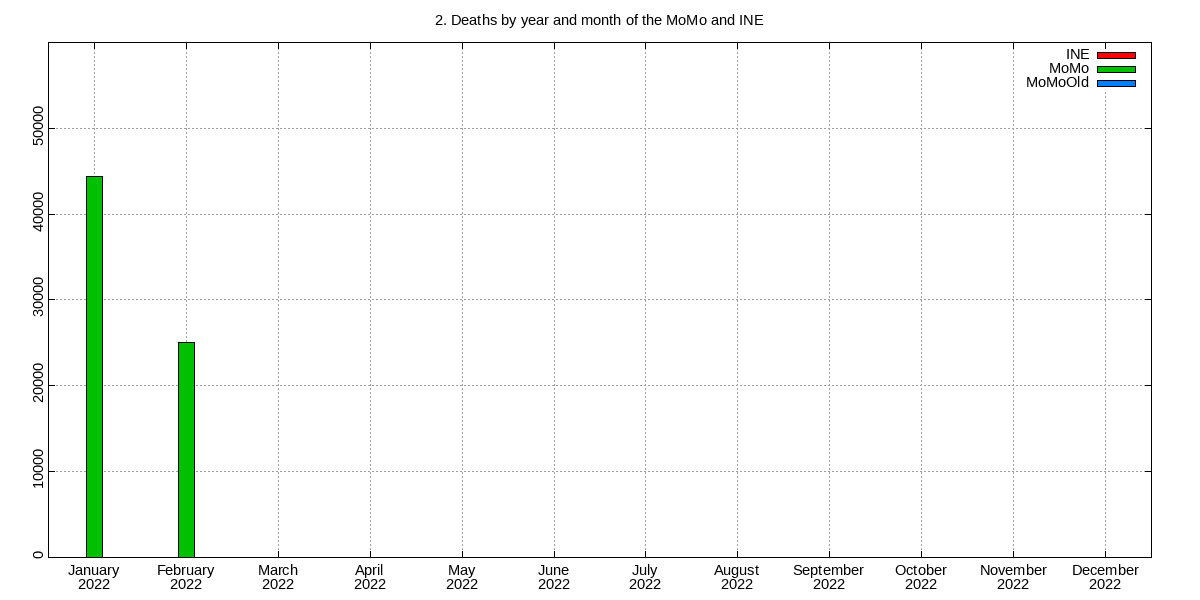 2. Deaths by year and month of the MoMo and INE
INE
MoMo
MoMoOld
50000
40000
30000
20000
10000
0
January February March April May June July August September October November December
2022 2022 2022 2022 2022 2022 2022 2022 2022 2022 2022 2022